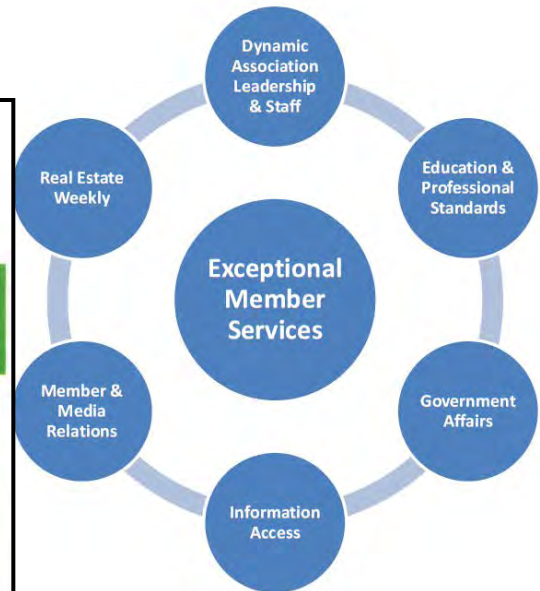 Dynamic
Association
Leadership
& Staff
Real Estate
Weekly
Education &
Professional
Standards
Exceptional
Member
Services
Member &
Media
Relations
Government
Affairs
Information
Access